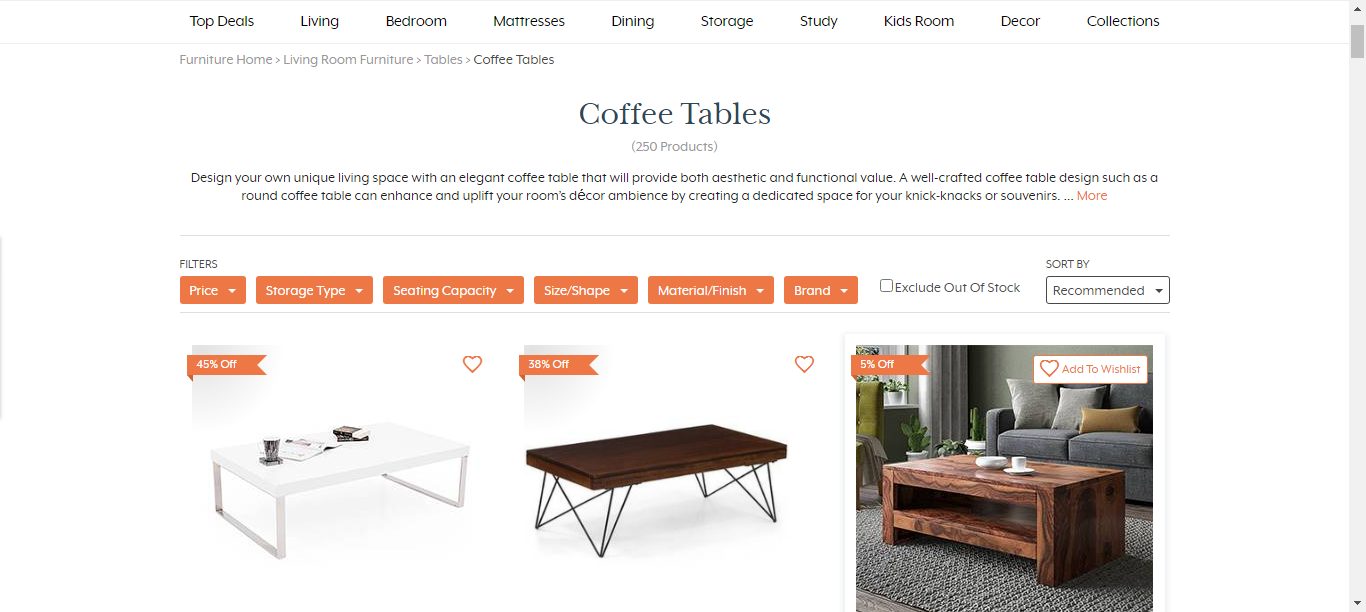 Top Deals Living Bedroom Mattresses Dining Storage Study Kids Room Decor Collections
Furniture Home > Living Room Furniture > Tables > Coffee Tables
Coffee Tables
(250 Products)
Design your own unique living space with an elegant coffee table that will provide both aesthetic and functional value. A well-crafted coffee table design such as a
round coffee table can enhance and uplift your room's décor ambience by creating a dedicated space for your knick-knacks or souvenirs. ... More
FILTERS
Price Storage Type Seating Capacity Size/Shape Material/Finish Brand
Exclude Out Of Stock
SORT BY
Recommended
45% Off
38% Off
5% Off
Add To Wishlist